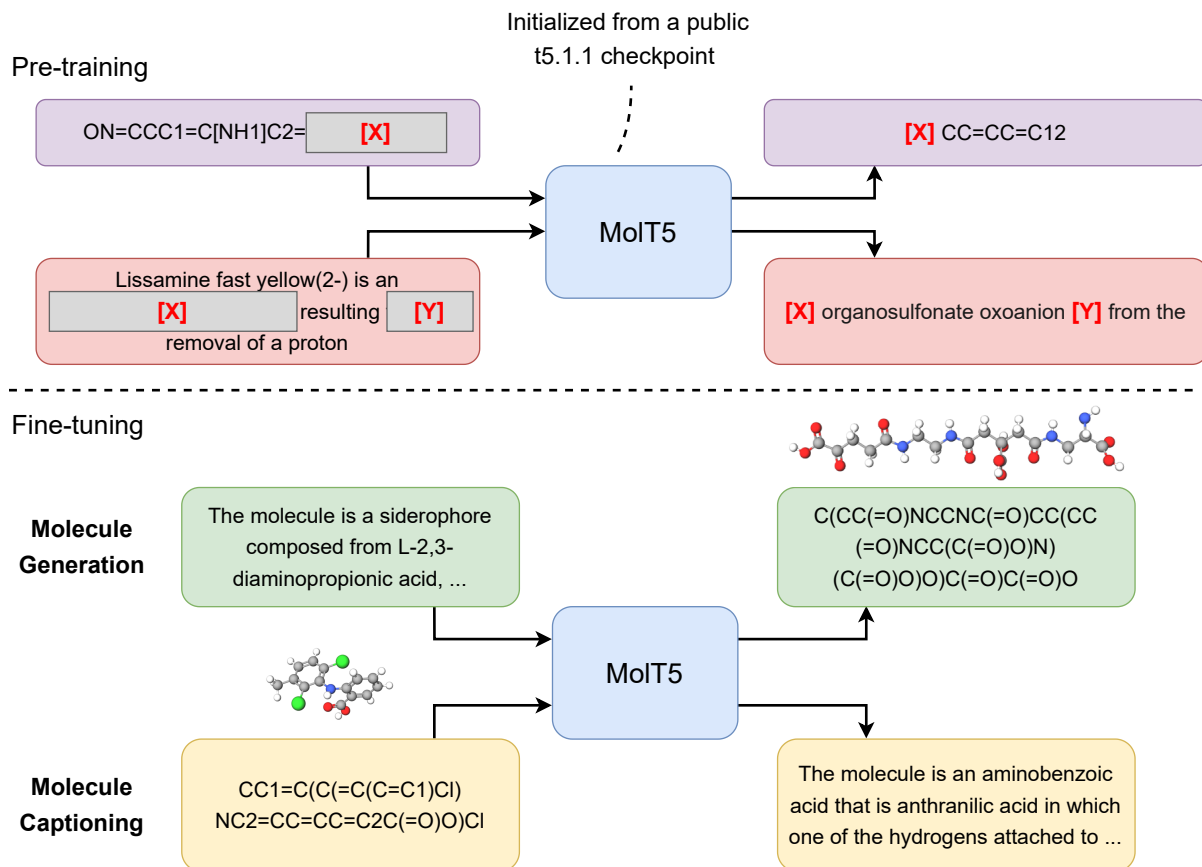 Initialized from a public
t5.1.1 checkpoint
Pre-training
ON=CCC1=C[NH1]C2= [X]
[X] CC=CC=C12
MolT5
Lissamine fast yellow(2-) is an
[X] resulting [Y]
removal of a proton
[X] organosulfonate oxoanion [Y] from the
Fine-tuning
Molecule
Generation
The molecule is a siderophore
composed from L-2,3-
diaminopropionic acid, ...
C(CC(=O)NCCNC(=O)CC(CC
(=O)NCC(C(=O)O)N)
(C(=O)O)O)C(=O)C(=O)O
MolT5
Molecule
Captioning
CC1=C(C(=C(C=C1)Cl)
NC2=CC=CC=C2C(=O)O)Cl
The molecule is an aminobenzoic
acid that is anthranilic acid in which
one of the hydrogens attached to ...